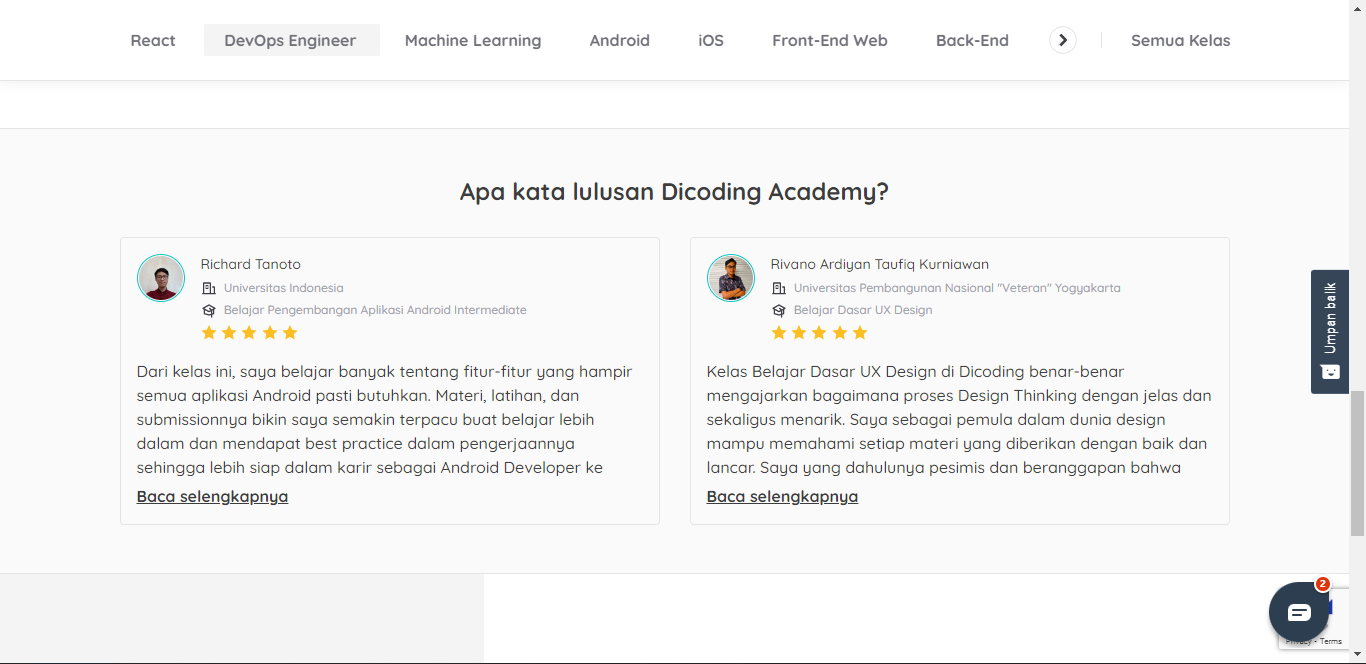 React DevOps Engineer Machine Learning Android iOS Front-End Web Back-End Semua Kelas
Apa kata lulusan Dicoding Academy?
Richard Tanoto
Universitas Indonesia
Belajar Pengembangan Aplikasi Android Intermediate
Dari kelas ini, saya belajar banyak tentang fitur-fitur yang hampir
semua aplikasi Android pasti butuhkan. Materi, latihan, dan
submissionnya bikin saya semakin terpacu buat belajar lebih
dalam dan mendapat best practice dalam pengerjaannya
sehingga lebih siap dalam karir sebagai Android Developer ke
Baca selengkapnya
Rivano Ardiyan Taufiq Kurniawan
Universitas Pembangunan Nasional "Veteran" Yogyakarta
Belajar Dasar UX Design
Kelas Belajar Dasar UX Design di Dicoding benar-benar
mengajarkan bagaimana proses Design Thinking dengan jelas dan
sekaligus menarik. Saya sebagai pemula dalam dunia design
mampu memahami setiap materi yang diberikan dengan baik dan
lancar. Saya yang dahulunya pesimis dan beranggapan bahwa
Baca selengkapnya
Umpan balik
2
Privacy - Terms